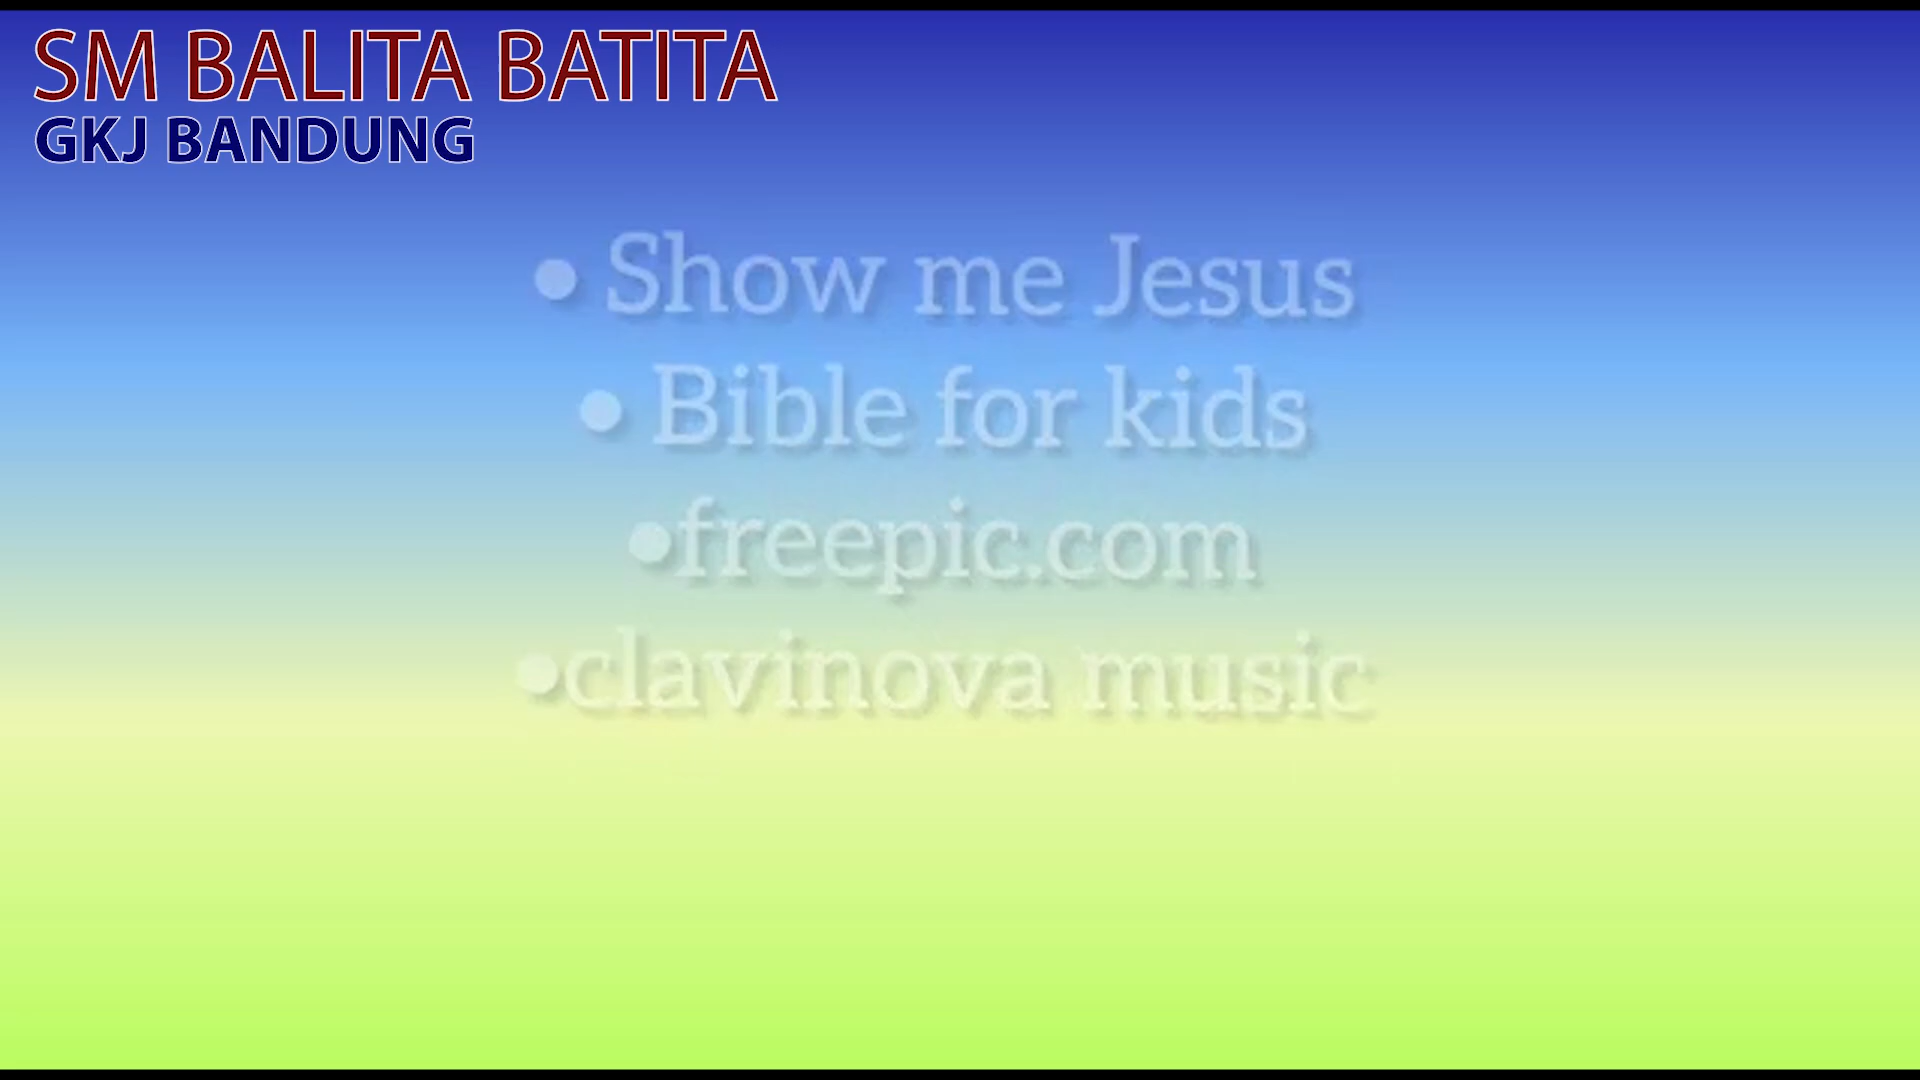 SM BALITA BATITA
GKJ BANDUNG
• Show me Jesus
• Bible for kids
•freepic.com
•clavinova music